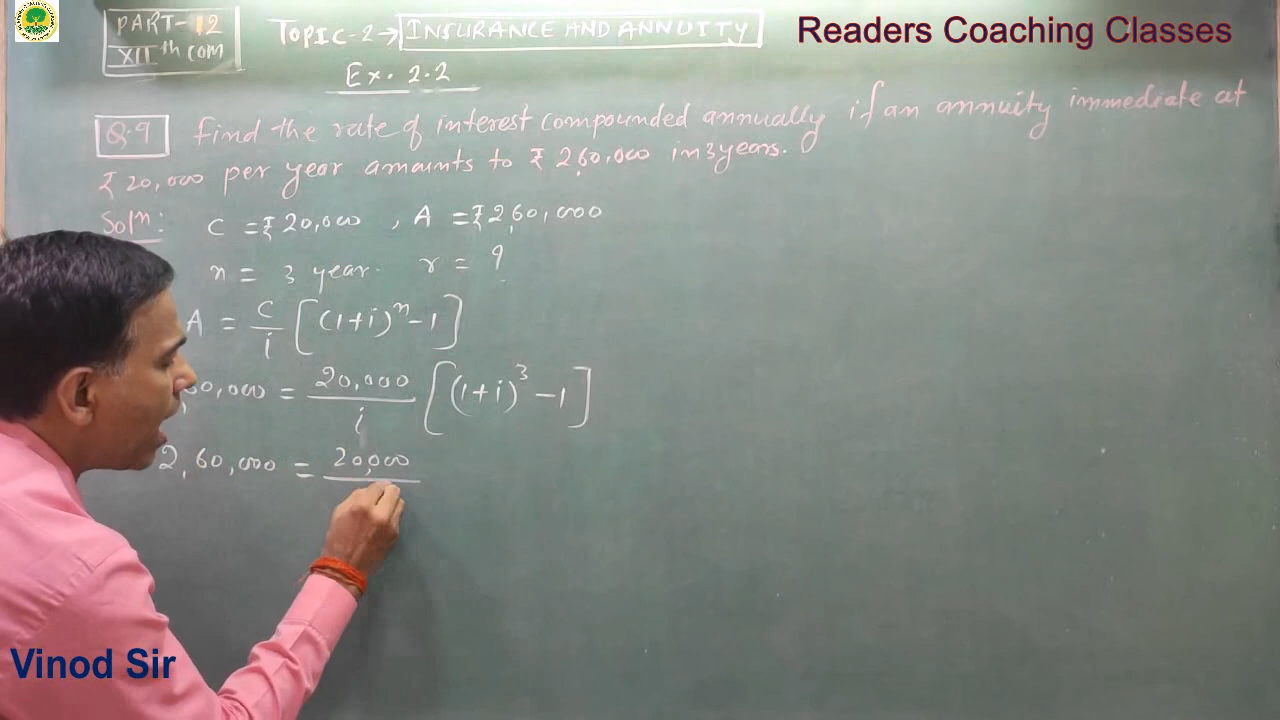 PART-12
XIIth COM
TOPIC-2→ INSURANCE AND ANNUITY
Readers Coaching Classes
Ex. 2.2
Q.9 find the rate of interest compounded annually if an annuity immediate at
₹ 20,000 per year amounts to ₹ 2,60,000 in 3 years.
Solⁿ: C = ₹ 20,000 , A = ₹ 2,60,000
n = 3 year. r = ?
A = C/i [(1+i)ⁿ - 1]
60,000 = 20,000/i [(1+i)³ - 1]
2,60,000 = 20,000
Vinod Sir